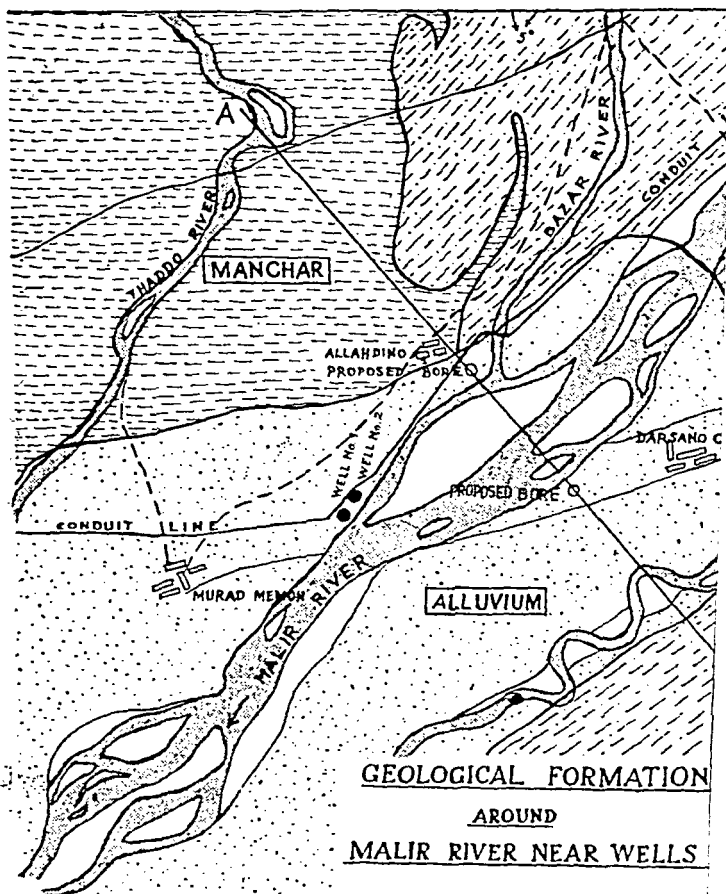 A
THADDO RIVER
MANCHAR
BAZAR RIVER
CONDUIT
ALLAHDINO
PROPOSED BORE
WELL No. 1
WELL No. 2
DARSANO C
PROPOSED BORE
CONDUIT LINE
MURAD MEMON
MALIR RIVER
ALLUVIUM
GEOLOGICAL FORMATION
AROUND
MALIR RIVER NEAR WELLS